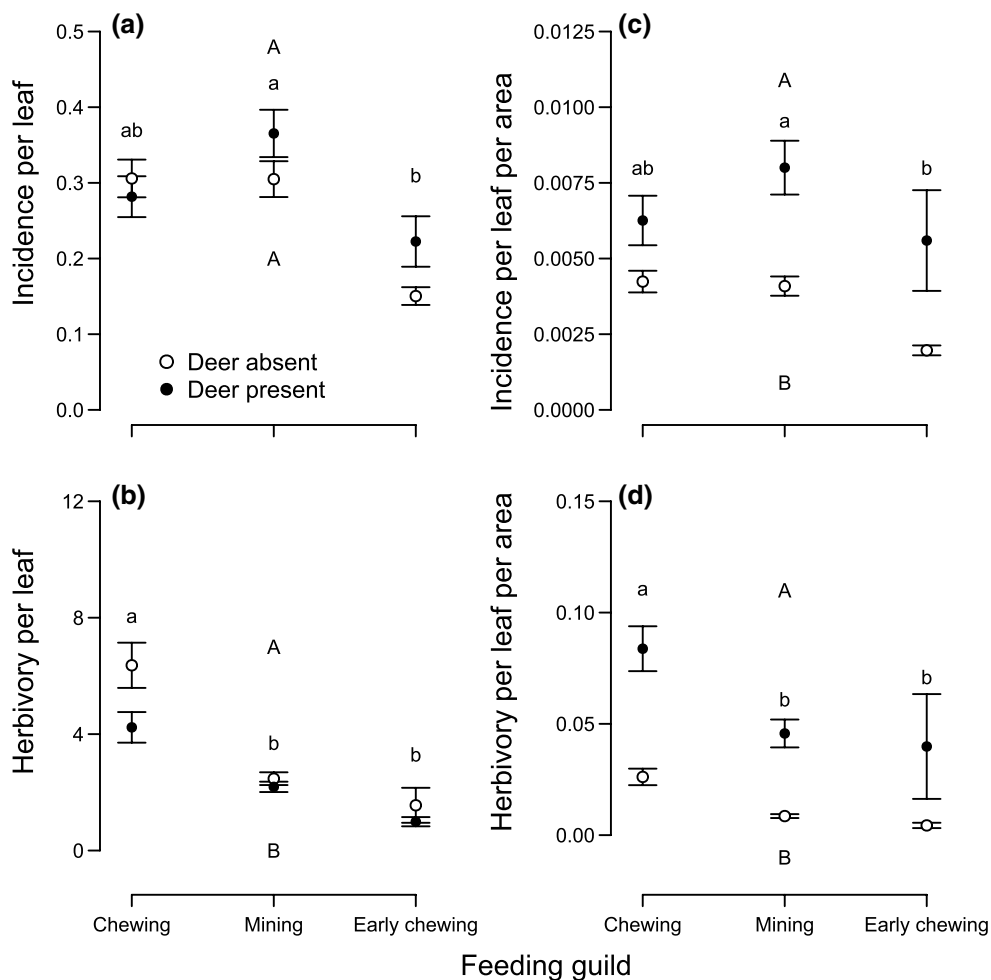 (a)
Incidence per leaf
0.5
0.4
0.3
0.2
0.1
0.0
ab
A
a
b
A
Deer absent
Deer present
(c)
Incidence per leaf per area
0.0125
0.0100
0.0075
0.0050
0.0025
0.0000
ab
A
a
b
B
(b)
Herbivory per leaf
12
8
4
0
a
A
b
b
B
Chewing
Mining
Early chewing
(d)
Herbivory per leaf per area
0.15
0.10
0.05
0.00
a
A
b
b
B
Chewing
Mining
Early chewing
Feeding guild